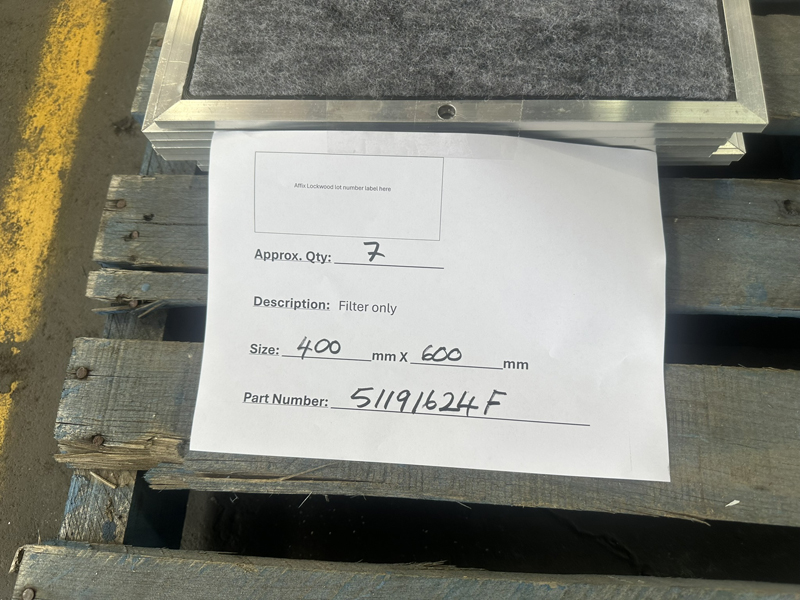 Affix Lockwood lot number label here
Approx. Qty: 7
Description: Filter only
Size: 400 mm X 600 mm
Part Number: 51191624F